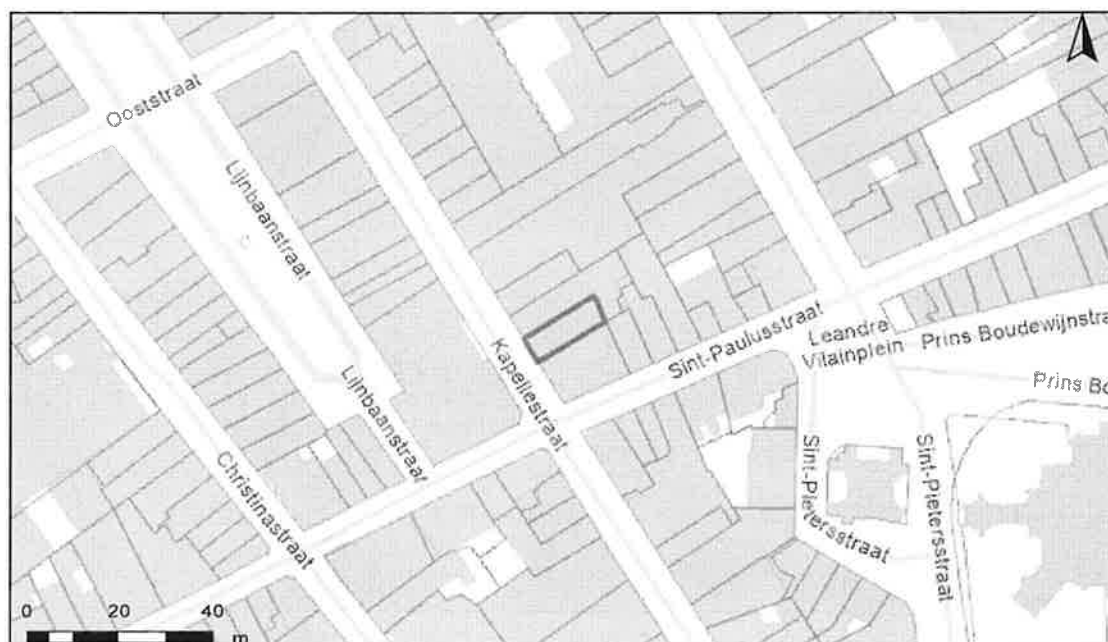 Ooststraat
Lijnbaanstraat
Lijnbaanstraat
Kapellestraat
Christinastraat
Sint-Paulusstraat
Leandre
Vilainplein
Prins Boudewijnstra
Prins Bo
Sint-Pietersstraat
Sint-Pietersstraat
0 20 40
m